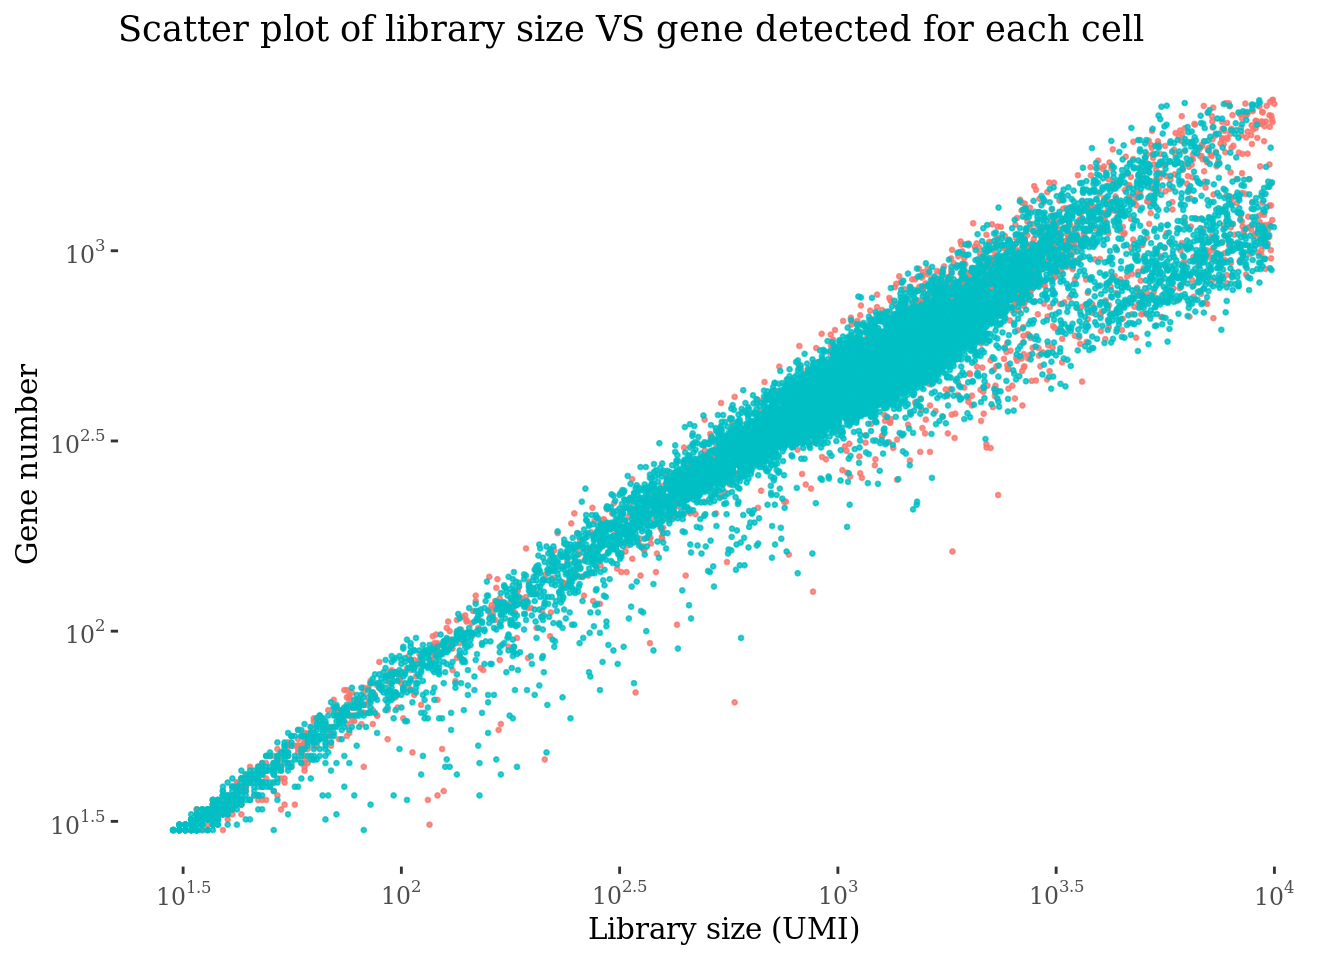 Scatter plot of library size VS gene detected for each cell
Gene number
10^3
10^2.5
10^2
10^1.5
10^1.5 10^2 10^2.5 10^3 10^3.5 10^4
Library size (UMI)